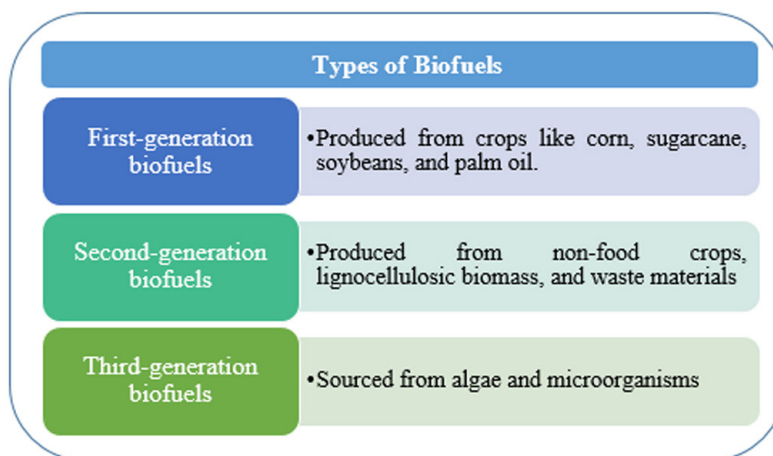 Types of Biofuels
First-generation
biofuels
•Produced from crops like corn, sugarcane,
soybeans, and palm oil.
Second-generation
biofuels
•Produced from non-food crops,
lignocellulosic biomass, and waste materials
Third-generation
biofuels
•Sourced from algae and microorganisms